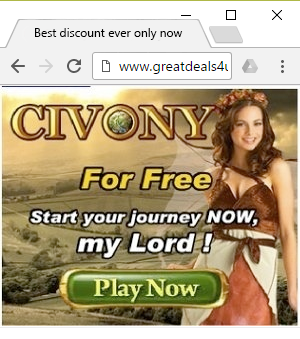 Best discount ever only now
www.greatdeals4u
CIVONY
For Free
Start your journey NOW,
my Lord !
Play Now